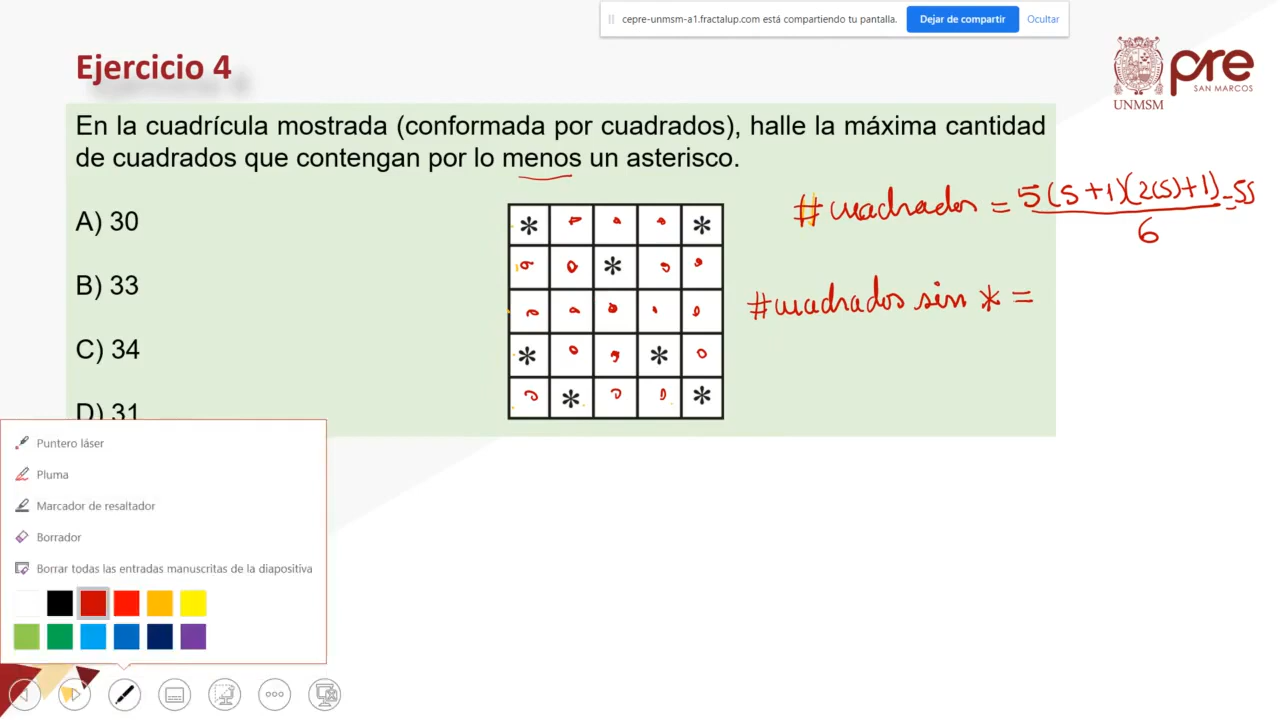 cepre-unmsm-a1.fractalup.com está compartiendo tu pantalla. Dejar de compartir Ocultar
Ejercicio 4
UNMSM pre SAN MARCOS
En la cuadrícula mostrada (conformada por cuadrados), halle la máxima cantidad
de cuadrados que contengan por lo menos un asterisco.
A) 30
B) 33
C) 34
D) 31
* * 
*
* *
* *
#cuadrados = 5(5+1)(2(5)+1) = 55
6
#cuadrados sin * =
Puntero láser
Pluma
Marcador de resaltador
Borrador
Borrar todas las entradas manuscritas de la diapositiva